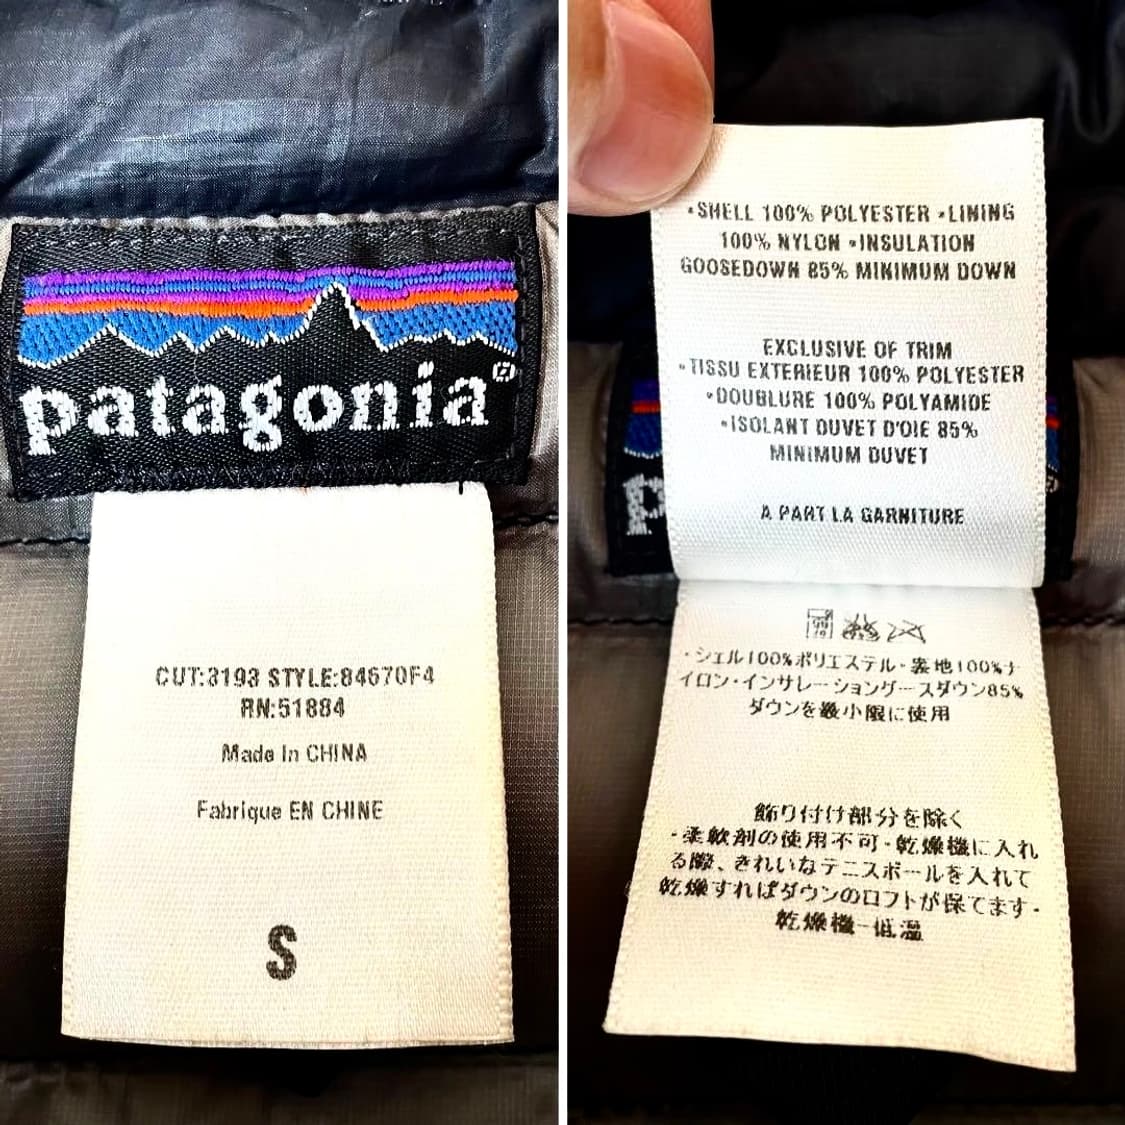 patagonia®
CUT:3193 STYLE:84670F4
RN:51884
Made In CHINA
Fabrique EN CHINE
S
•SHELL 100% POLYESTER •LINING
100% NYLON •INSULATION
GOOSEDOWN 85% MINIMUM DOWN
EXCLUSIVE OF TRIM
•TISSU EXTERIEUR 100% POLYESTER
•DOUBLURE 100% POLYAMIDE
•ISOLANT DUVET D'OIE 85%
MINIMUM DUVET
A PART LA GARNITURE
・シェル100%ポリエステル・裏地100%ナ
イロン・インサレーショングースダウン85%
ダウンを最小限に使用
飾り付け部分を除く
・柔軟剤の使用不可・乾燥機に入れ
る際、きれいなテニスボールを入れて
乾燥すればダウンのロフトが保てます・
乾燥機-低温